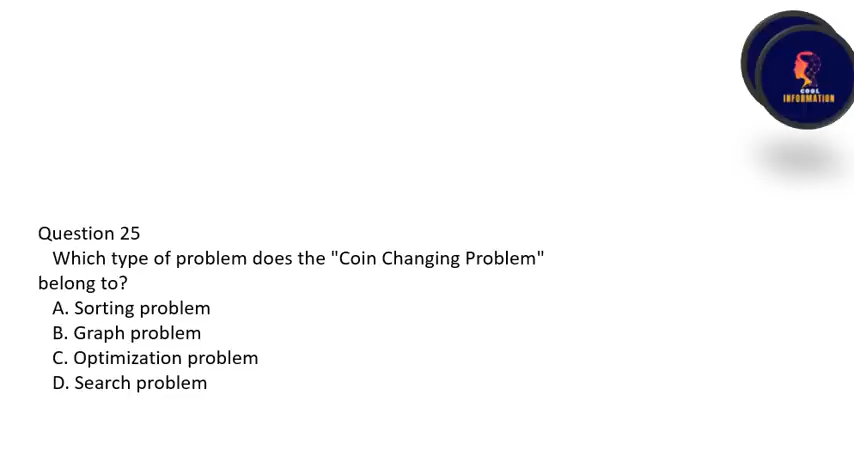 COOL
INFORMATION
Question 25
Which type of problem does the "Coin Changing Problem"
belong to?
A. Sorting problem
B. Graph problem
C. Optimization problem
D. Search problem